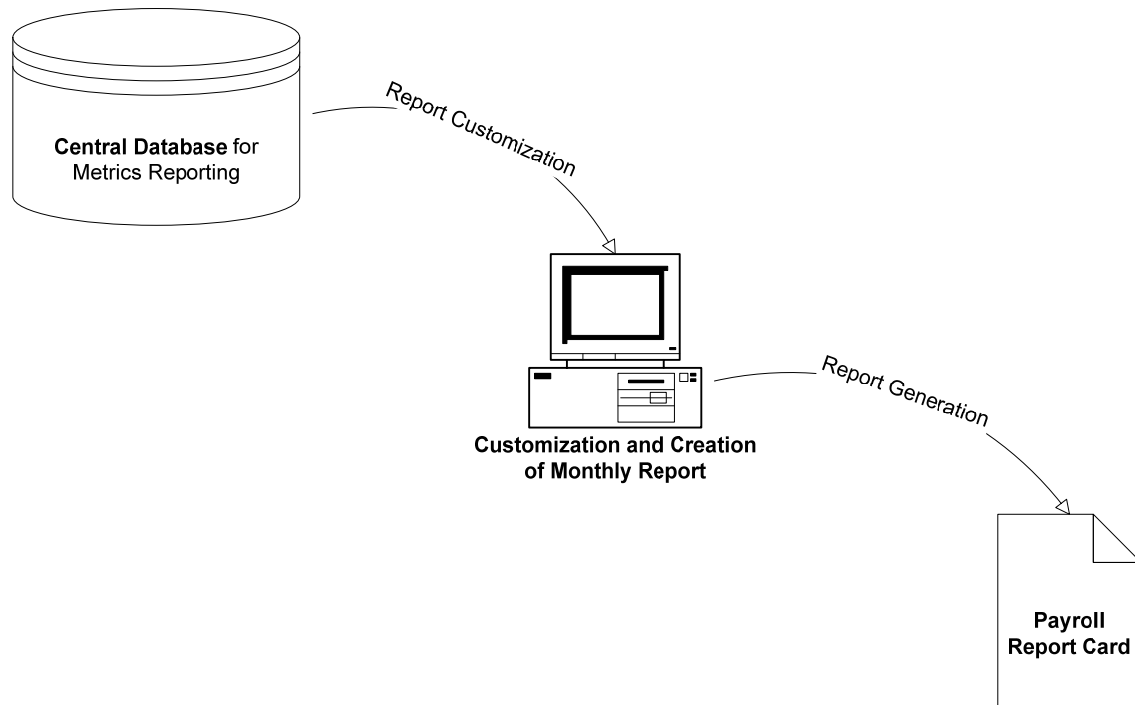 Central Database for
Metrics Reporting
Report Customization
Customization and Creation
of Monthly Report
Report Generation
Payroll
Report Card